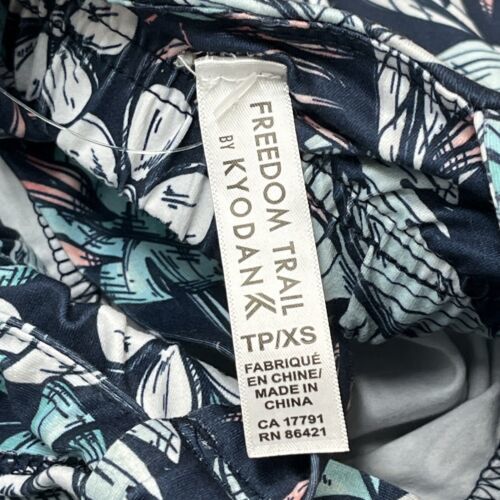 FREEDOM TRAIL
BY KYODAN
TP/XS
FABRIQUÉ
EN CHINE/
MADE IN
CHINA
CA 17791
RN 86421